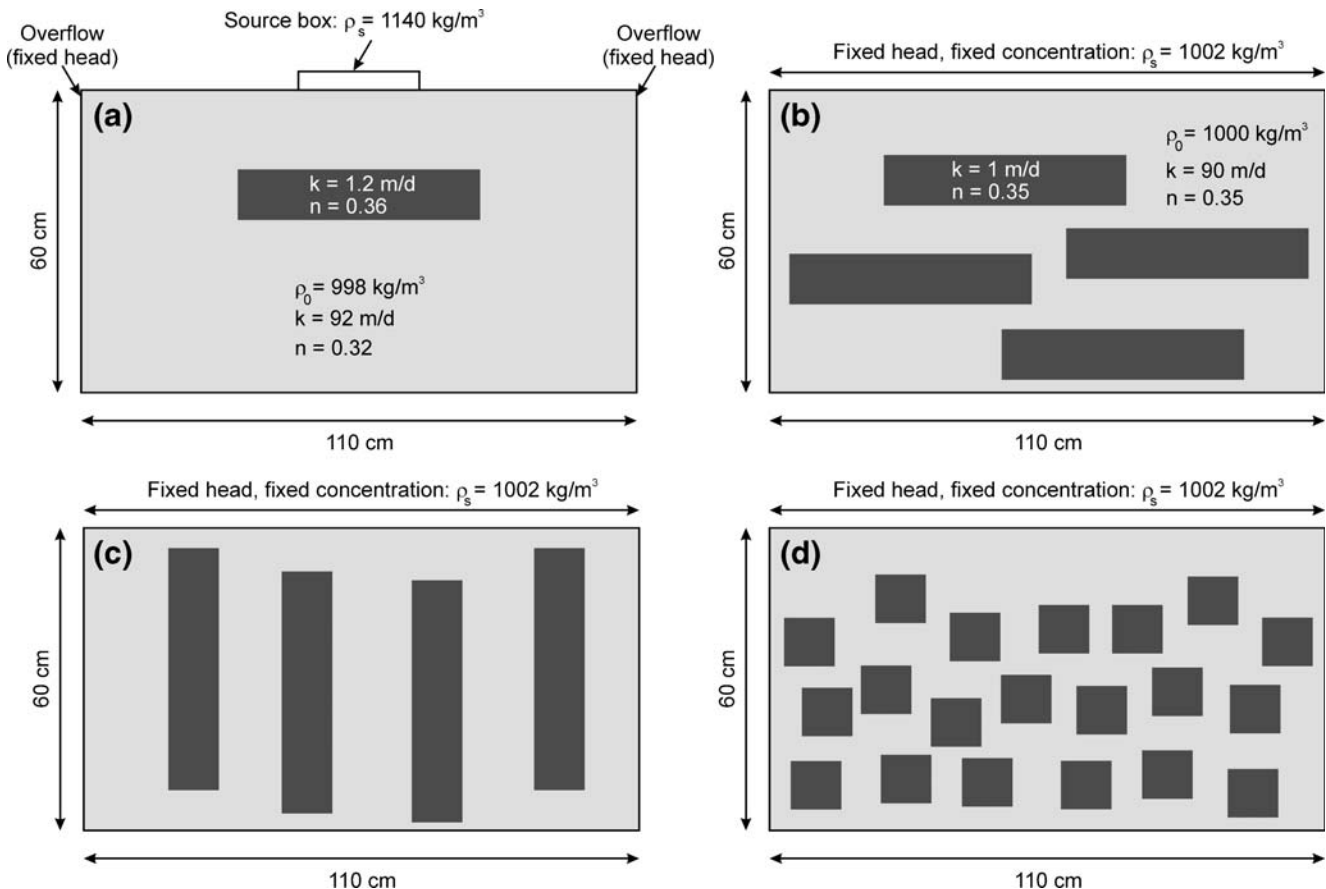 Source box: ρs = 1140 kg/m³
Overflow
(fixed head)
Overflow
(fixed head)
(a)
k = 1.2 m/d
n = 0.36
ρ0 = 998 kg/m³
k = 92 m/d
n = 0.32
60 cm
110 cm
Fixed head, fixed concentration: ρs = 1002 kg/m³
(b)
ρ0 = 1000 kg/m³
k = 90 m/d
n = 0.35
k = 1 m/d
n = 0.35
60 cm
110 cm
Fixed head, fixed concentration: ρs = 1002 kg/m³
(c)
60 cm
110 cm
Fixed head, fixed concentration: ρs = 1002 kg/m³
(d)
60 cm
110 cm